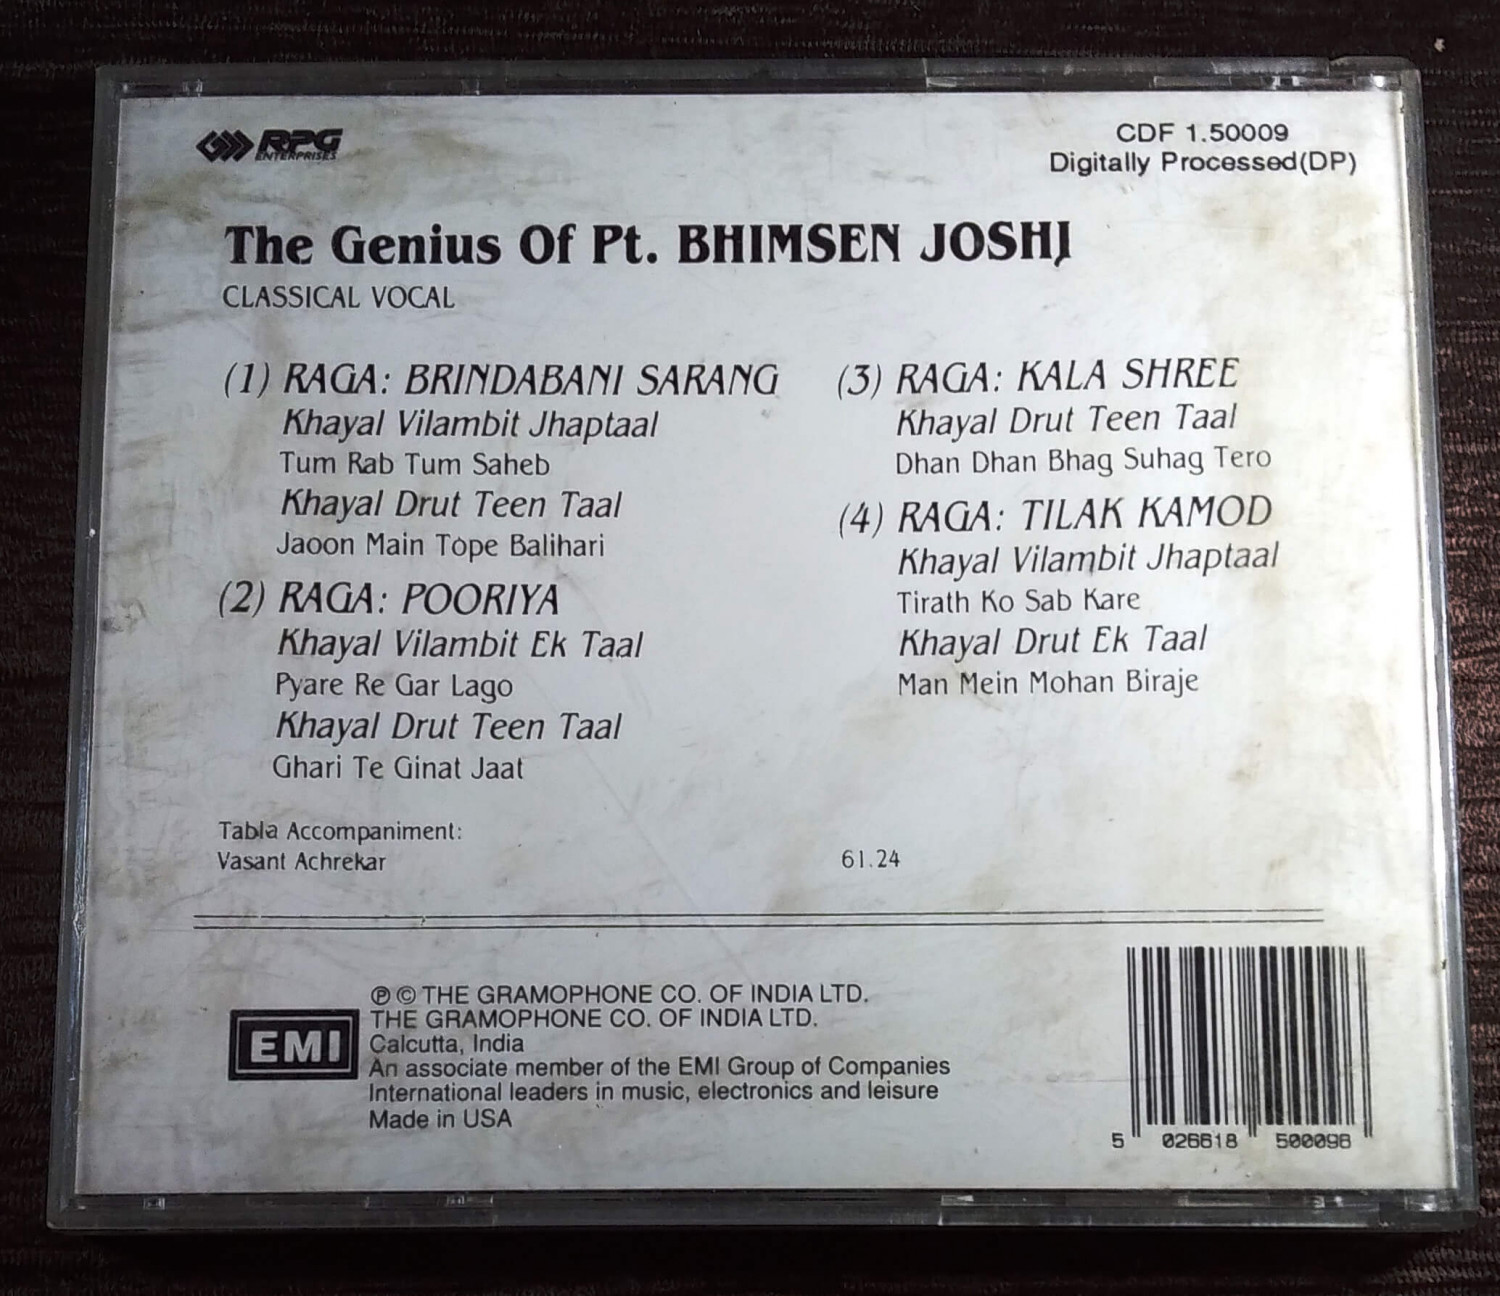 RPG
ENTERPRISES
CDF 1.50009
Digitally Processed(DP)
The Genius Of Pt. BHIMSEN JOSHI
CLASSICAL VOCAL
(1) RAGA: BRINDABANI SARANG
Khayal Vilambit Jhaptaal
Tum Rab Tum Saheb
Khayal Drut Teen Taal
Jaoon Main Tope Balihari
(2) RAGA: POORIYA
Khayal Vilambit Ek Taal
Pyare Re Gar Lago
Khayal Drut Teen Taal
Ghari Te Ginat Jaat
(3) RAGA: KALA SHREE
Khayal Drut Teen Taal
Dhan Dhan Bhag Suhag Tero
(4) RAGA: TILAK KAMOD
Khayal Vilambit Jhaptaal
Tirath Ko Sab Kare
Khayal Drut Ek Taal
Man Mein Mohan Biraje
Tabla Accompaniment:
Vasant Achrekar
61.24
EMI
℗ © THE GRAMOPHONE CO. OF INDIA LTD.
THE GRAMOPHONE CO. OF INDIA LTD.
Calcutta, India
An associate member of the EMI Group of Companies
International leaders in music, electronics and leisure
Made in USA
5 026618 500096